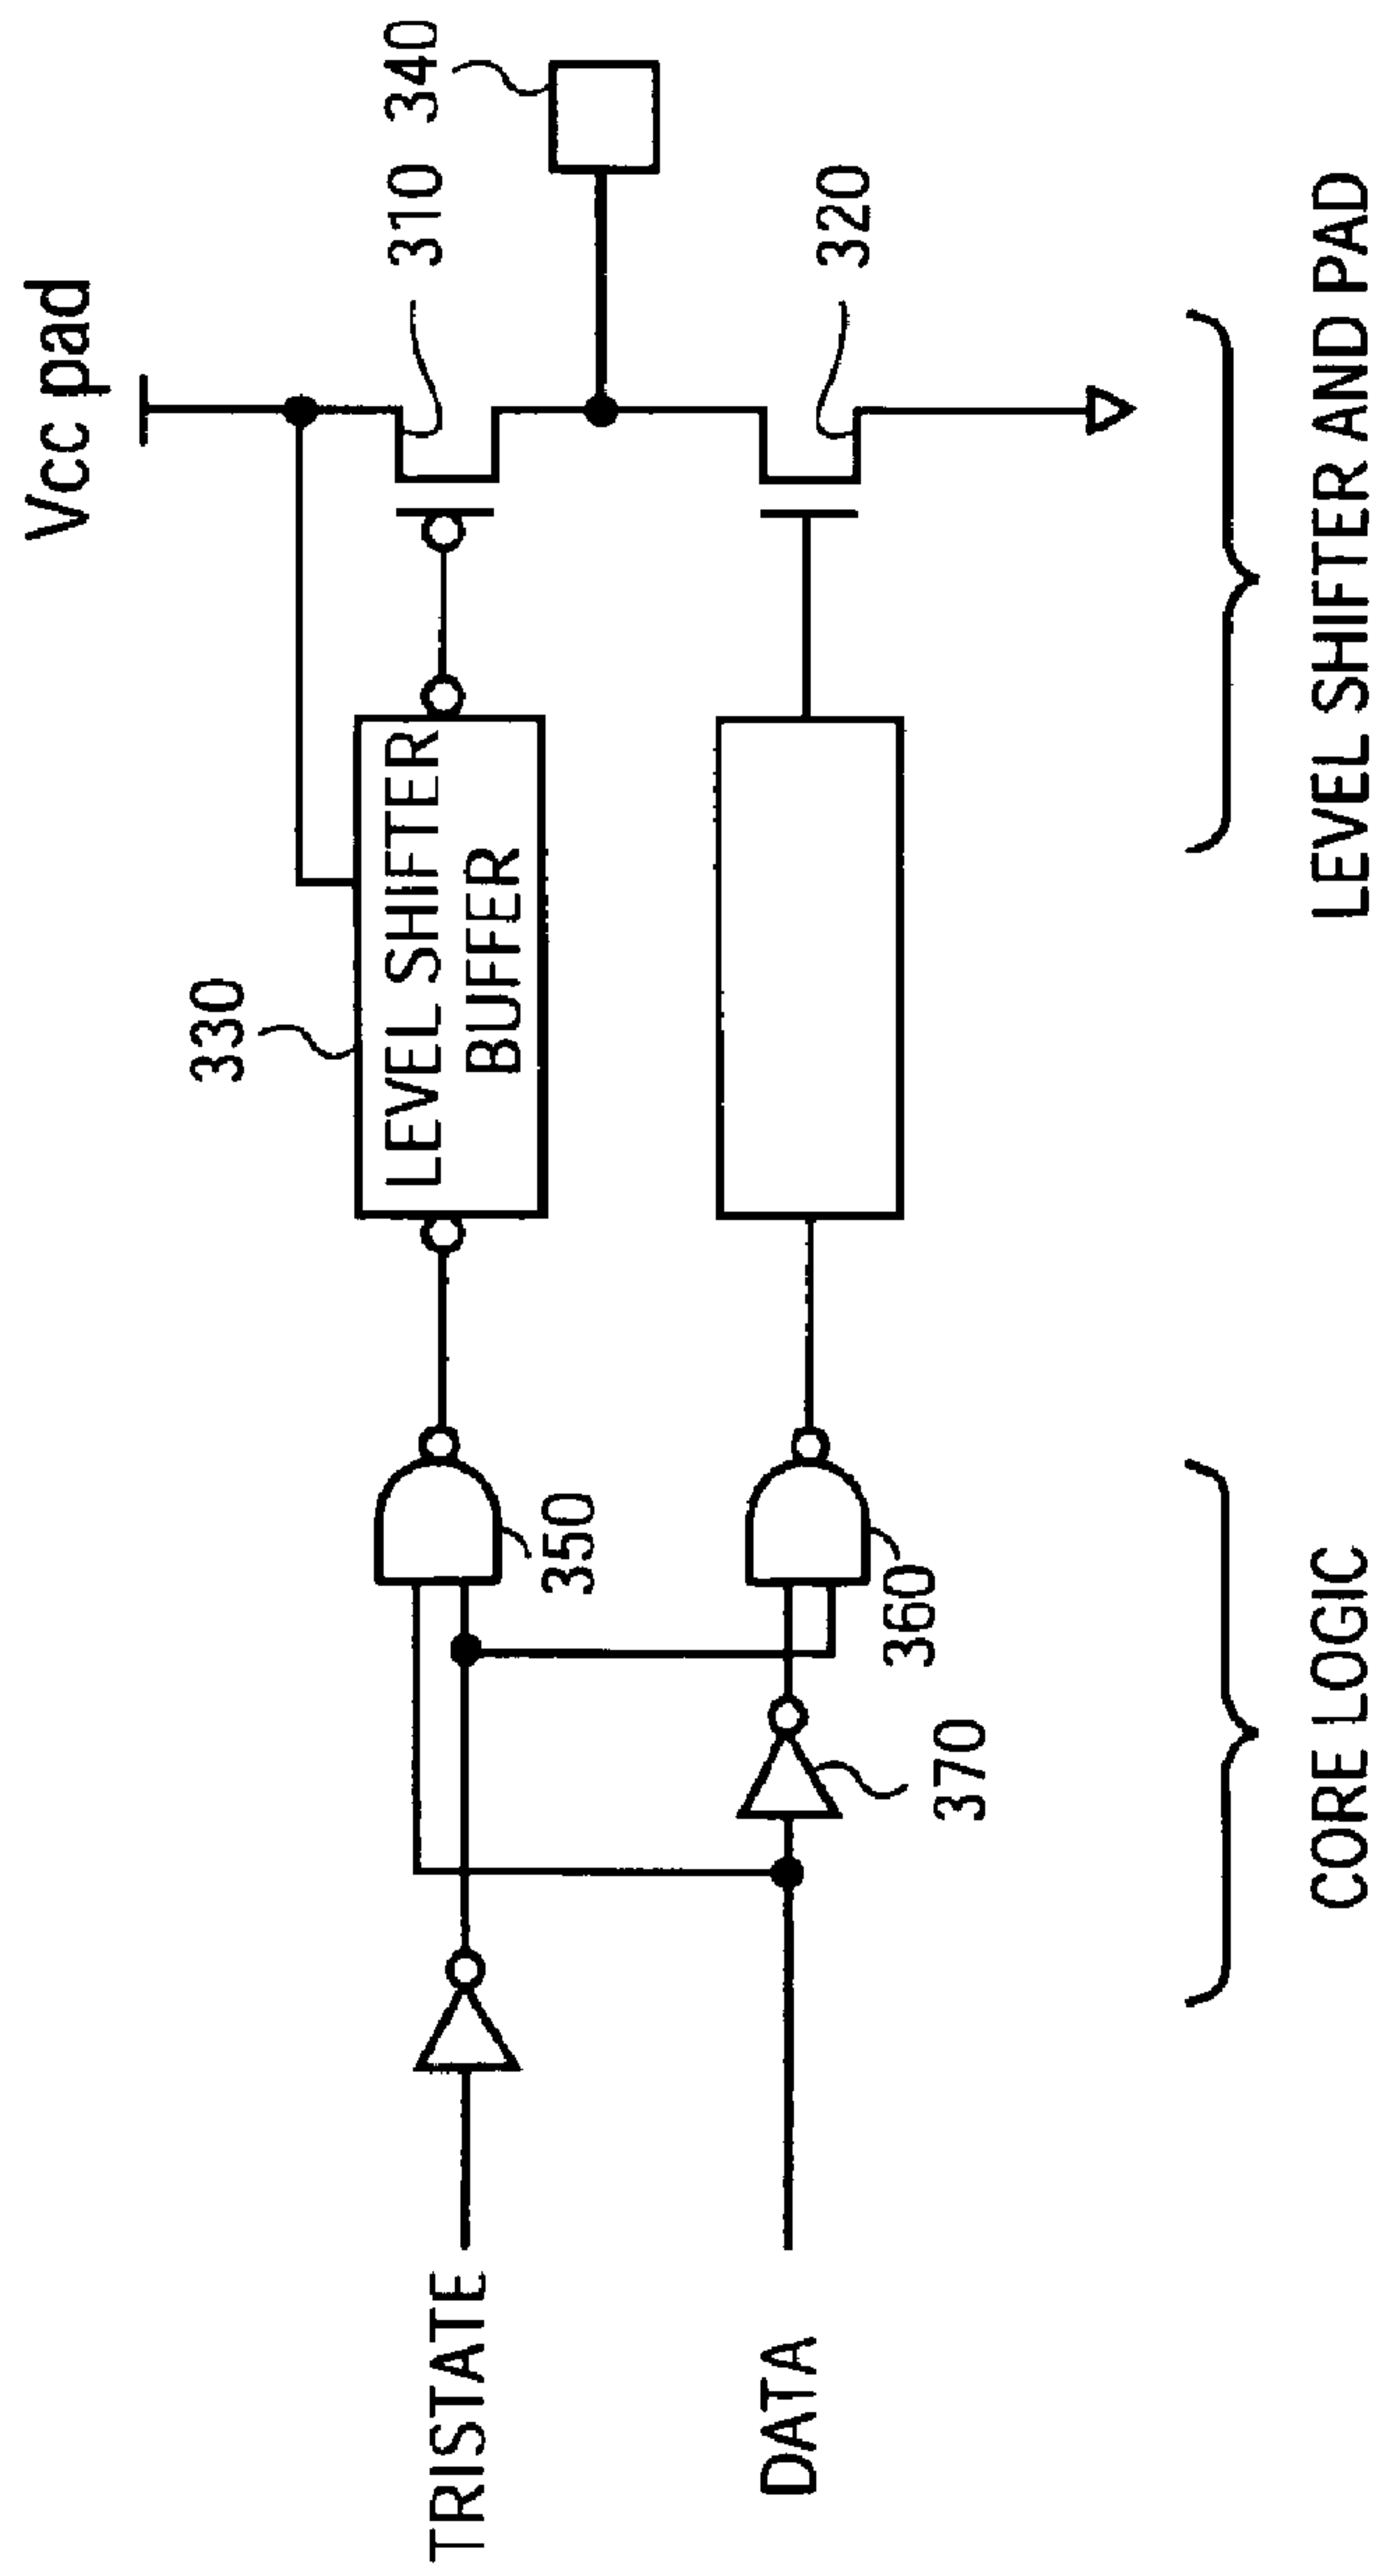 Vcc pad
340
310
320
330
LEVEL SHIFTER
BUFFER
350
360
370
TRISTATE
DATA
CORE LOGIC
LEVEL SHIFTER AND PAD